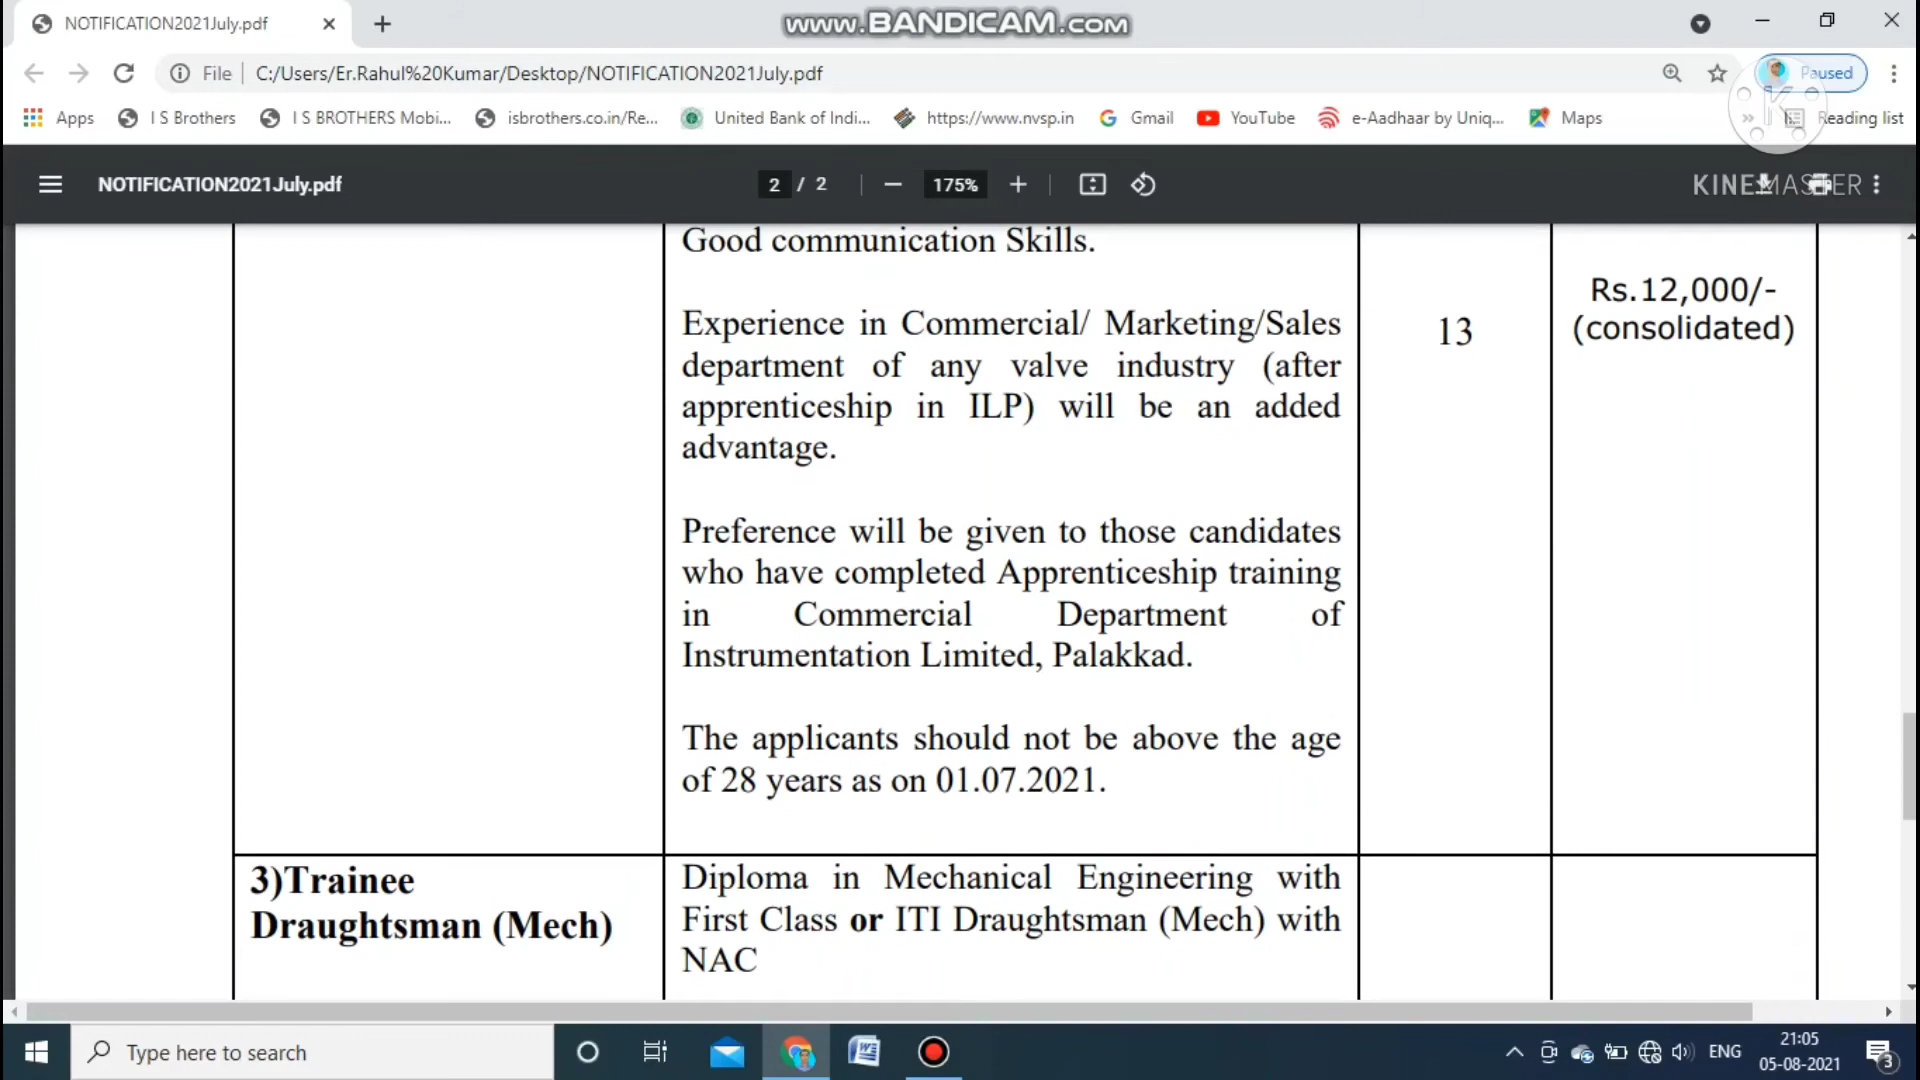 NOTIFICATION2021July.pdf
www.BANDICAM.com
File
C:/Users/Er.Rahul%20Kumar/Desktop/NOTIFICATION2021July.pdf
Paused
Apps
I S Brothers
I S BROTHERS Mobi...
isbrothers.co.in/Re...
United Bank of Indi...
https://www.nvsp.in
Gmail
YouTube
e-Aadhaar by Uniq...
Maps
»
Reading list
NOTIFICATION2021July.pdf
2 / 2
175%
KINEMASTER
Good communication Skills.
Experience in Commercial/ Marketing/Sales
department of any valve industry (after
apprenticeship in ILP) will be an added
advantage.
Preference will be given to those candidates
who have completed Apprenticeship training
in Commercial Department of
Instrumentation Limited, Palakkad.
The applicants should not be above the age
of 28 years as on 01.07.2021.
13
Rs.12,000/-
(consolidated)
3)Trainee
Draughtsman (Mech)
Diploma in Mechanical Engineering with
First Class or ITI Draughtsman (Mech) with
NAC
Type here to search
ENG
21:05
05-08-2021
3